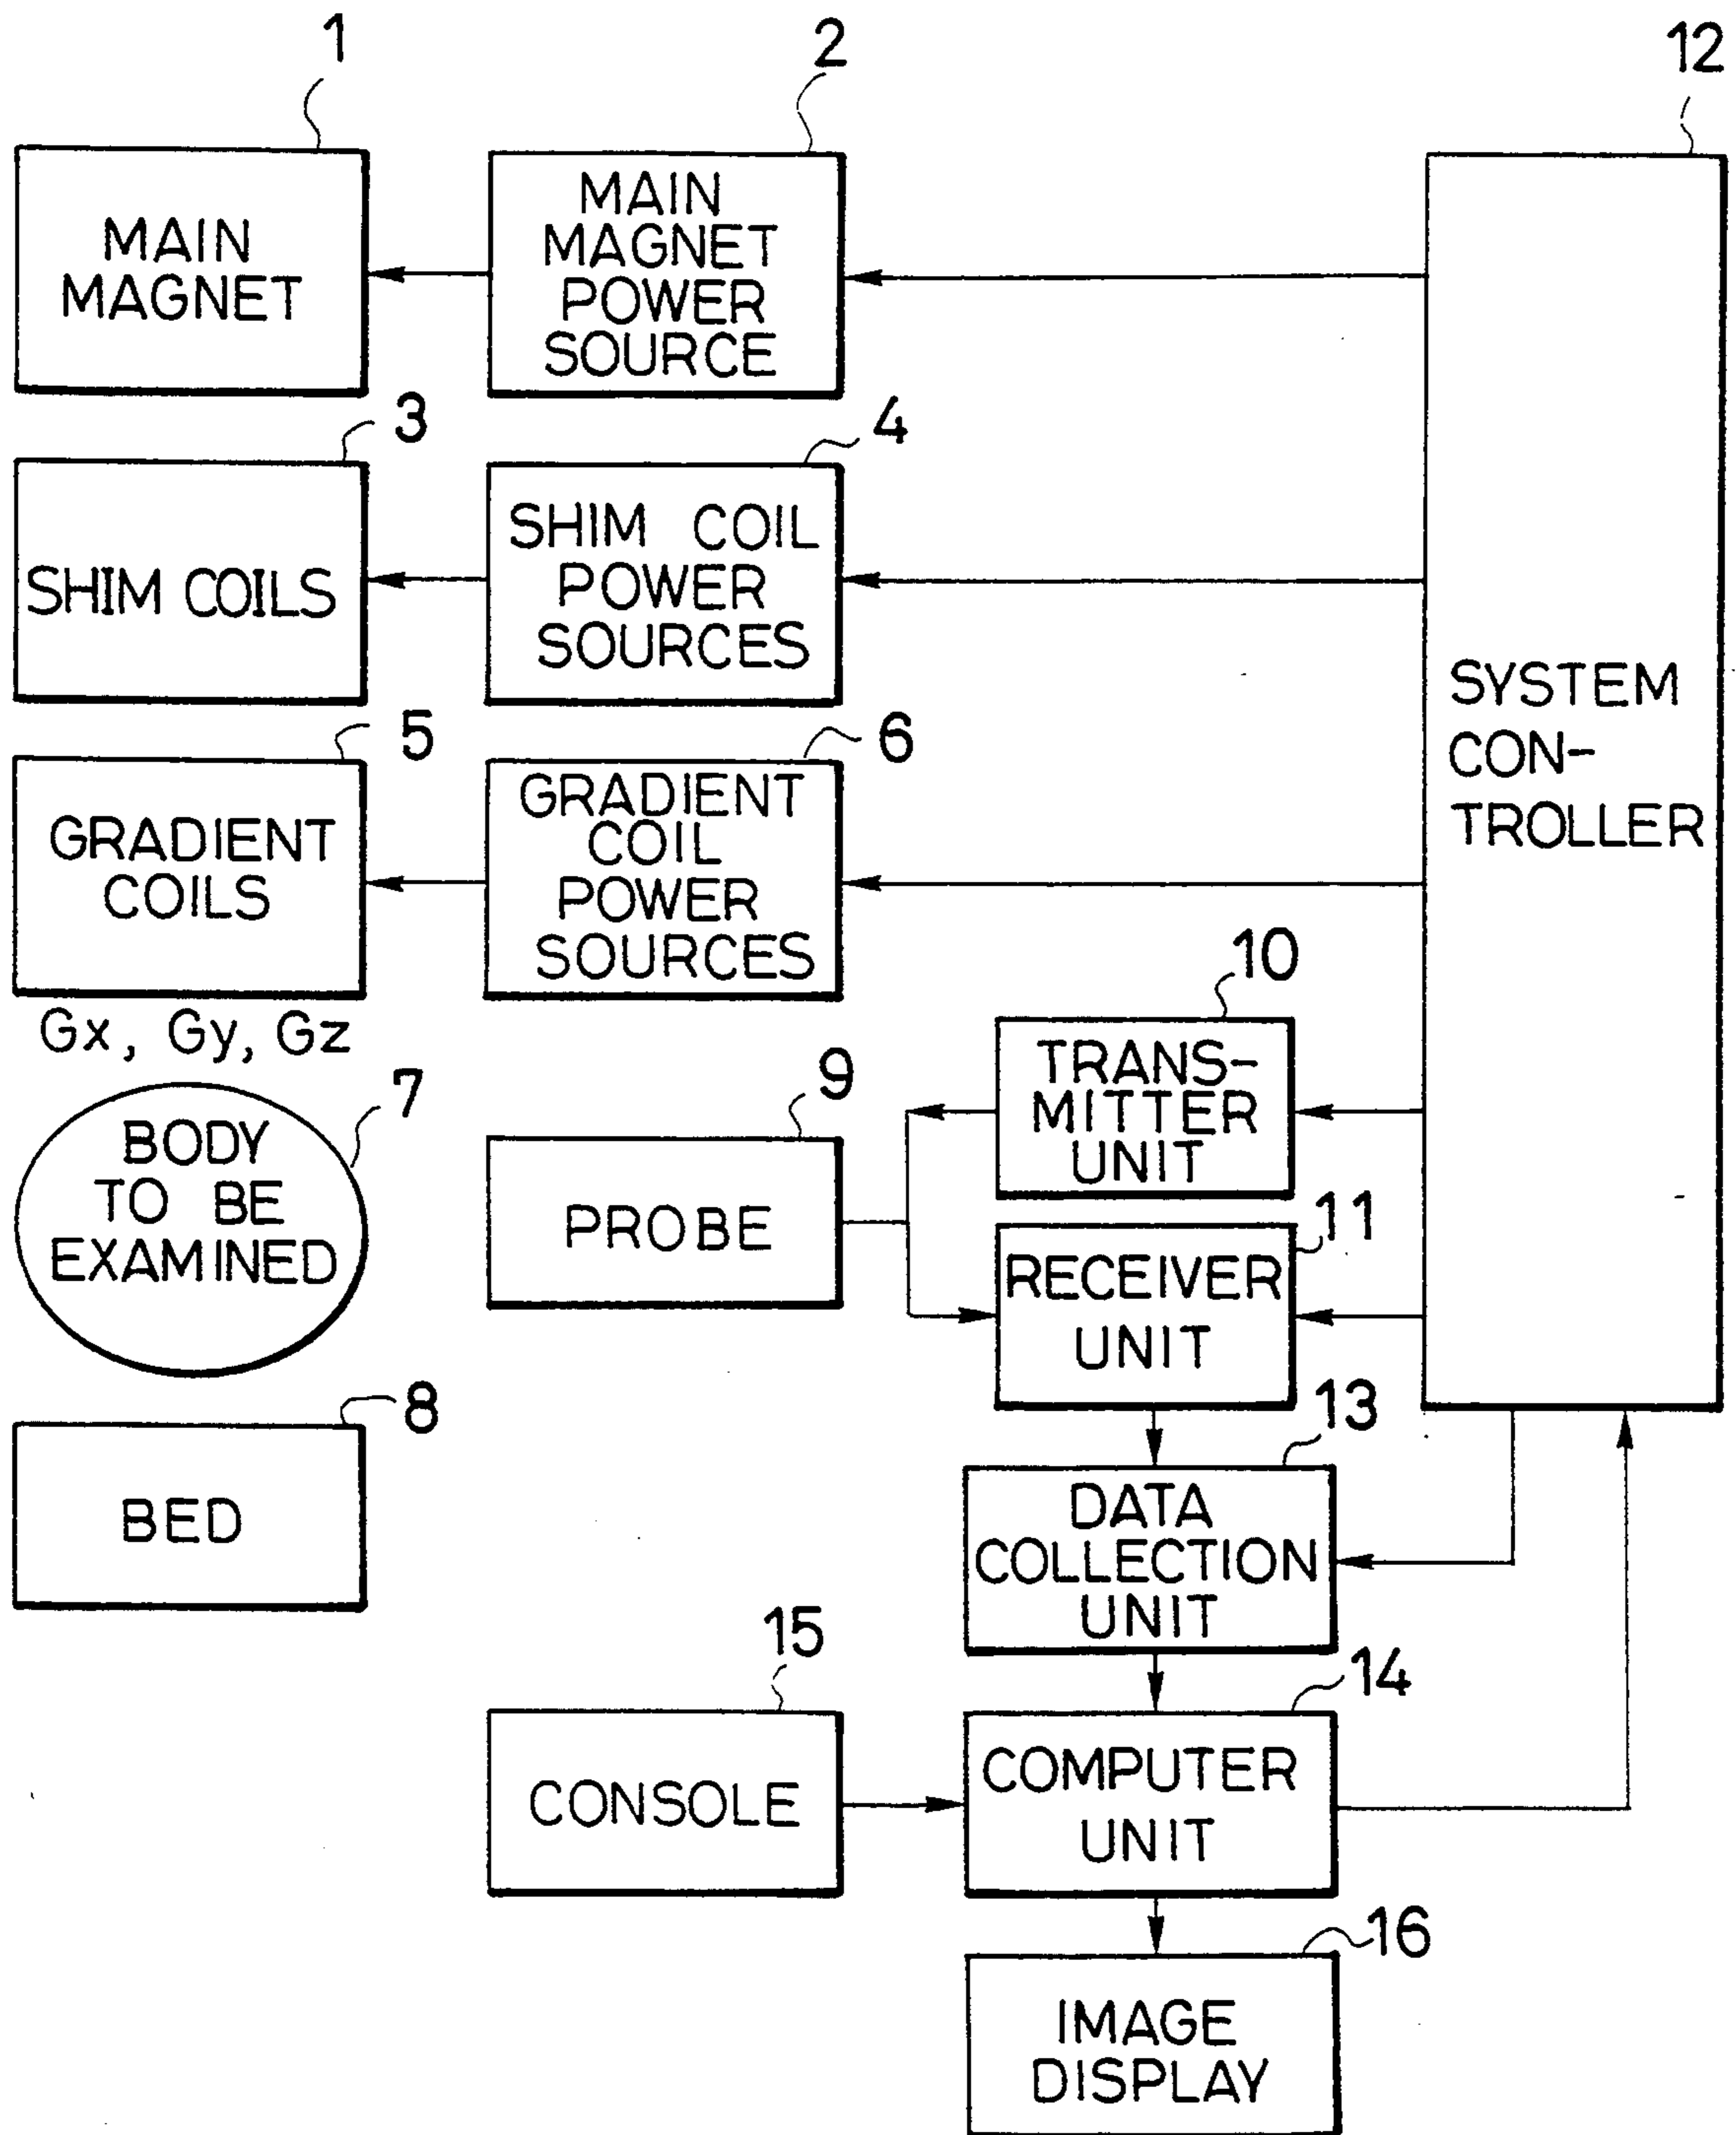 1
2
12
MAIN
MAGNET
MAIN
MAGNET
POWER
SOURCE
3
4
SHIM COILS
SHIM COIL
POWER
SOURCES
SYSTEM
CON-
TROLLER
5
6
GRADIENT
COILS
GRADIENT
COIL
POWER
SOURCES
Gx, Gy, Gz
10
TRANS-
MITTER
UNIT
7
BODY
TO BE
EXAMINED
9
PROBE
11
RECEIVER
UNIT
8
BED
13
DATA
COLLECTION
UNIT
15
CONSOLE
14
COMPUTER
UNIT
16
IMAGE
DISPLAY